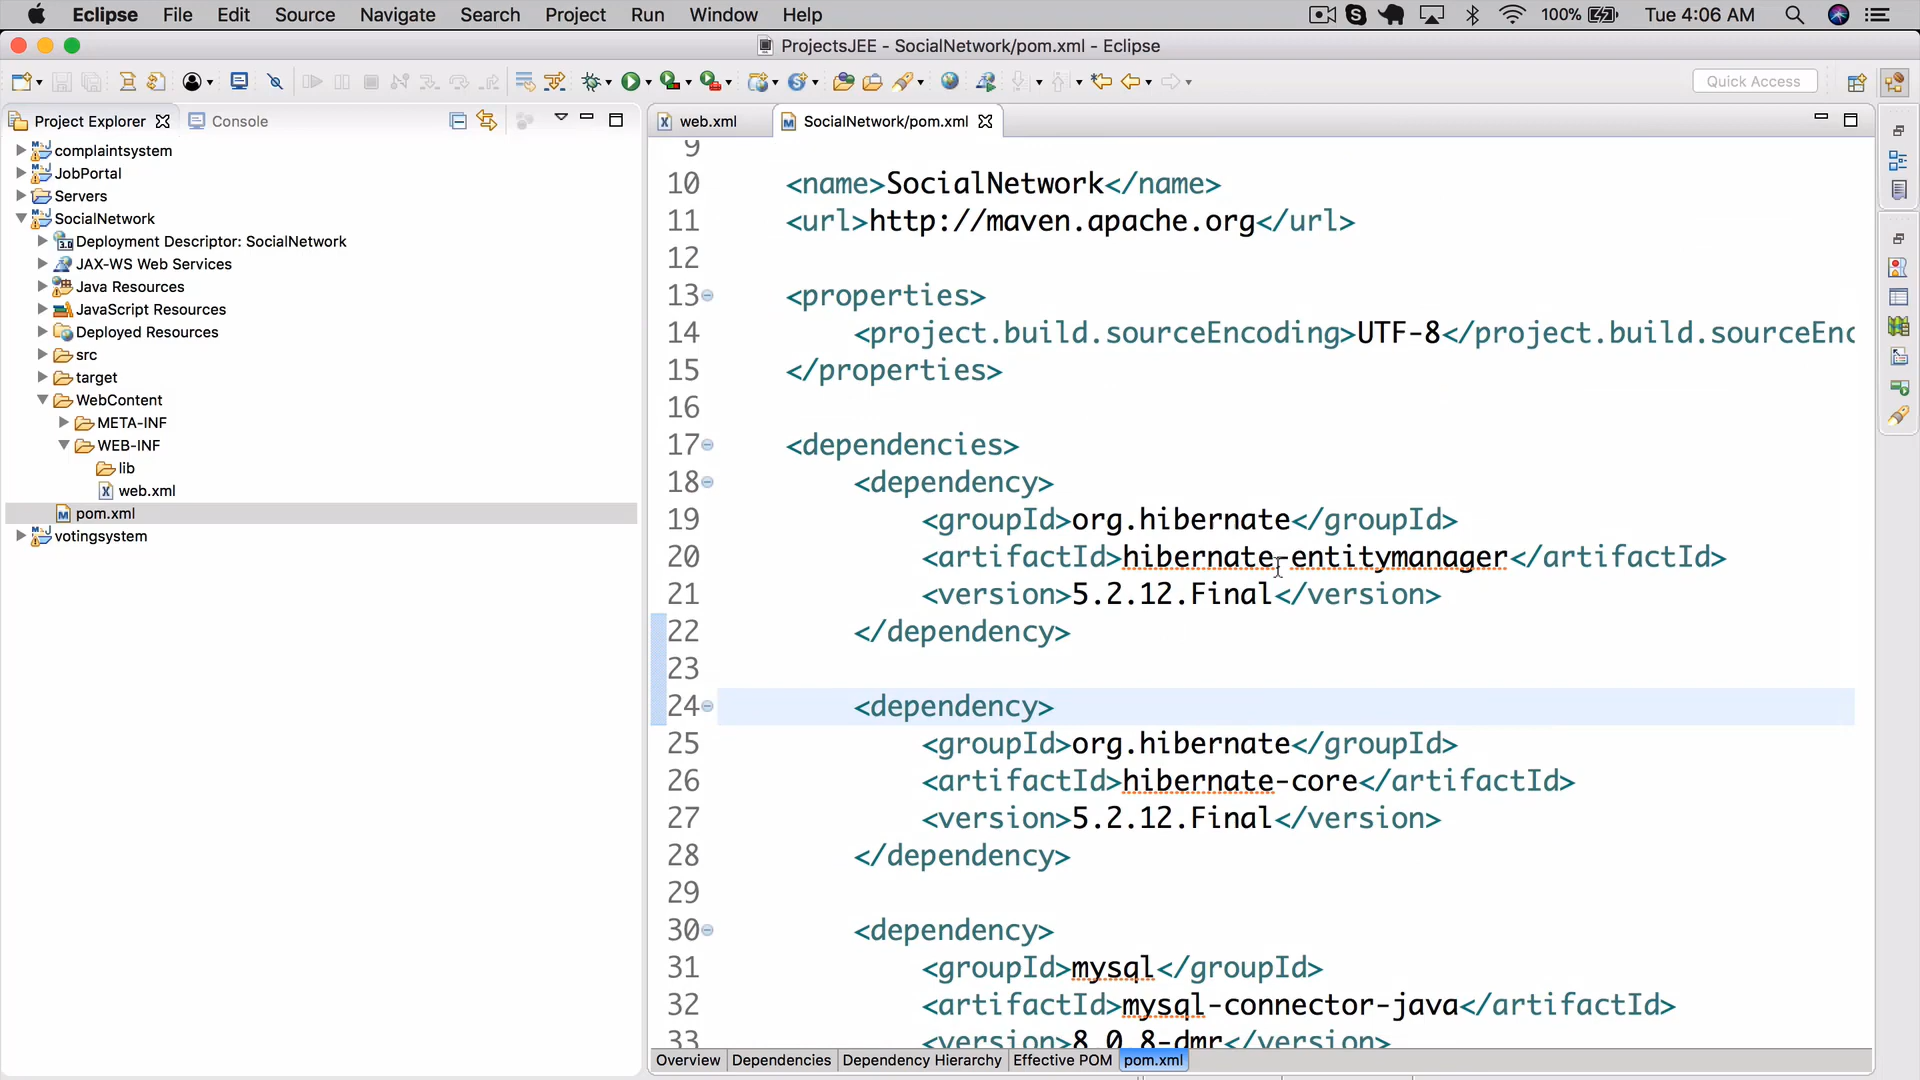 Eclipse File Edit Source Navigate Search Project Run Window Help 100% Tue 4:06 AM
ProjectsJEE - SocialNetwork/pom.xml - Eclipse
Quick Access
Project Explorer Console
complaintsystem
JobPortal
Servers
SocialNetwork
Deployment Descriptor: SocialNetwork
JAX-WS Web Services
Java Resources
JavaScript Resources
Deployed Resources
src
target
WebContent
META-INF
WEB-INF
lib
web.xml
pom.xml
votingsystem
web.xml SocialNetwork/pom.xml
9
10 <name>SocialNetwork</name>
11 <url>http://maven.apache.org</url>
12
13 <properties>
14 <project.build.sourceEncoding>UTF-8</project.build.sourceEnc
15 </properties>
16
17 <dependencies>
18 <dependency>
19 <groupId>org.hibernate</groupId>
20 <artifactId>hibernate-entitymanager</artifactId>
21 <version>5.2.12.Final</version>
22 </dependency>
23
24 <dependency>
25 <groupId>org.hibernate</groupId>
26 <artifactId>hibernate-core</artifactId>
27 <version>5.2.12.Final</version>
28 </dependency>
29
30 <dependency>
31 <groupId>mysql</groupId>
32 <artifactId>mysql-connector-java</artifactId>
33 <version>8.0.8-dmr</version>
Overview Dependencies Dependency Hierarchy Effective POM pom.xml